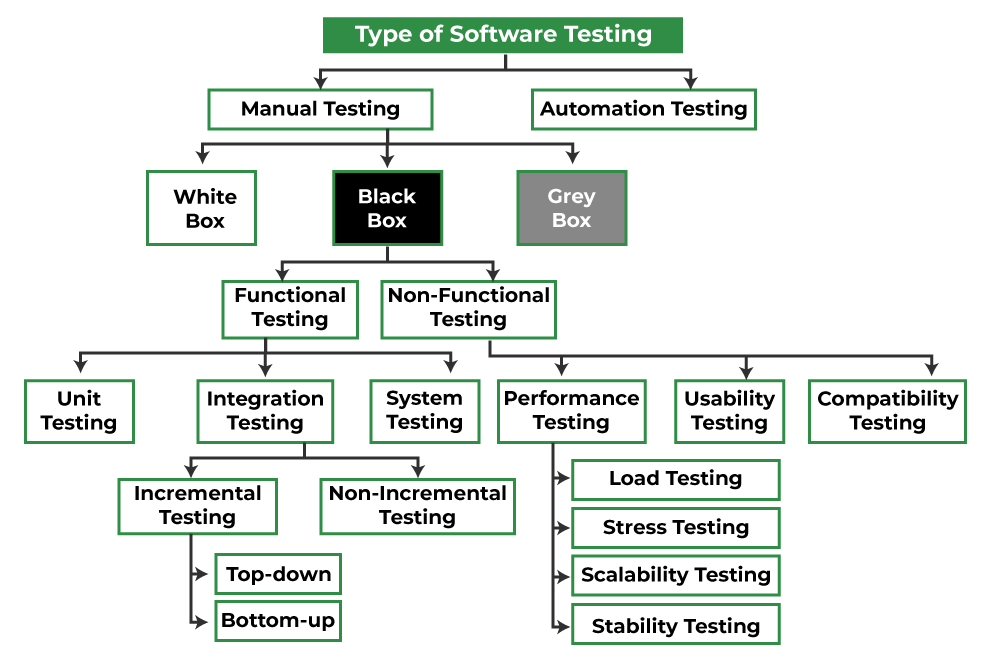 Type of Software Testing
Manual Testing
Automation Testing
White
Box
Black
Box
Grey
Box
Functional
Testing
Non-Functional
Testing
Unit
Testing
Integration
Testing
System
Testing
Performance
Testing
Usability
Testing
Compatibility
Testing
Incremental
Testing
Non-Incremental
Testing
Top-down
Bottom-up
Load Testing
Stress Testing
Scalability Testing
Stability Testing